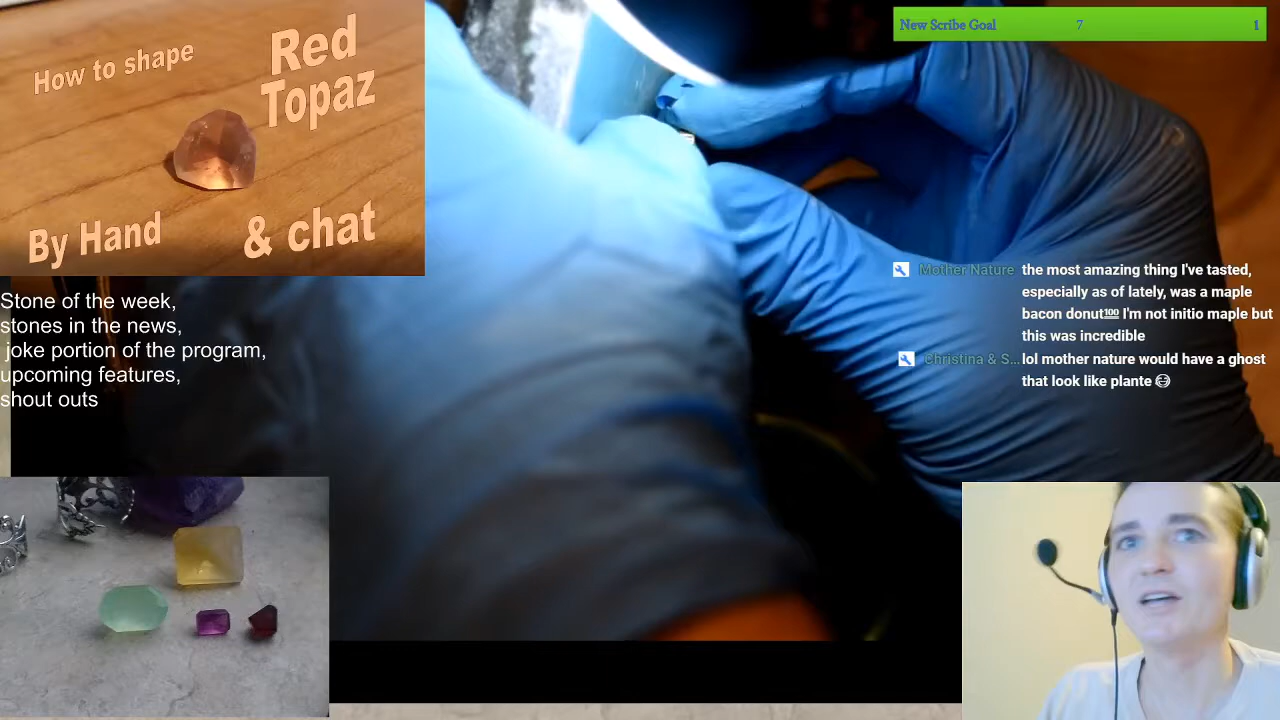 How to shape
Red
Topaz
By Hand
& chat
New Scribe Goal 7 1
Stone of the week,
stones in the news,
joke portion of the program,
upcoming features,
shout outs
Mother Nature the most amazing thing I've tasted,
especially as of lately, was a maple
bacon donut💯 I'm not initio maple but
this was incredible
Christina & S... lol mother nature would have a ghost
that look like plante 😂